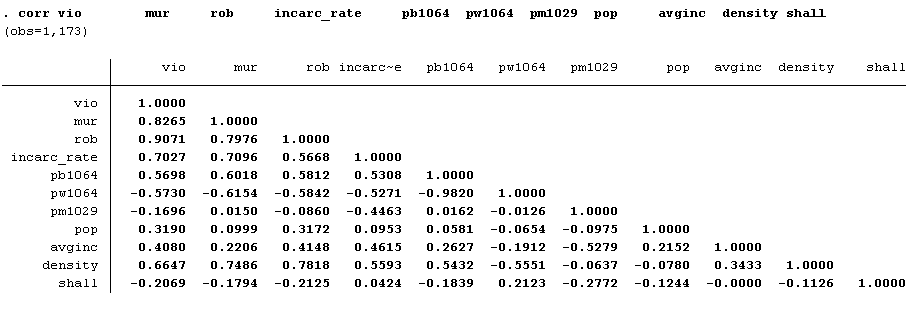 . corr vio mur rob incarc_rate pb1064 pw1064 pm1029 pop avginc density shall
(obs=1,173)
vio mur rob incarc~e pb1064 pw1064 pm1029 pop avginc density shall
vio 1.0000
mur 0.8265 1.0000
rob 0.9071 0.7976 1.0000
incarc_rate 0.7027 0.7096 0.5668 1.0000
pb1064 0.5698 0.6018 0.5812 0.5308 1.0000
pw1064 -0.5730 -0.6154 -0.5842 -0.5271 -0.9820 1.0000
pm1029 -0.1696 0.0150 -0.0860 -0.4463 0.0162 -0.0126 1.0000
pop 0.3190 0.0999 0.3172 0.0953 0.0581 -0.0654 -0.0975 1.0000
avginc 0.4080 0.2206 0.4148 0.4615 0.2627 -0.1912 -0.5279 0.2152 1.0000
density 0.6647 0.7486 0.7818 0.5593 0.5432 -0.5551 -0.0637 -0.0780 0.3433 1.0000
shall -0.2069 -0.1794 -0.2125 0.0424 -0.1839 0.2123 -0.2772 -0.1244 -0.0000 -0.1126 1.0000